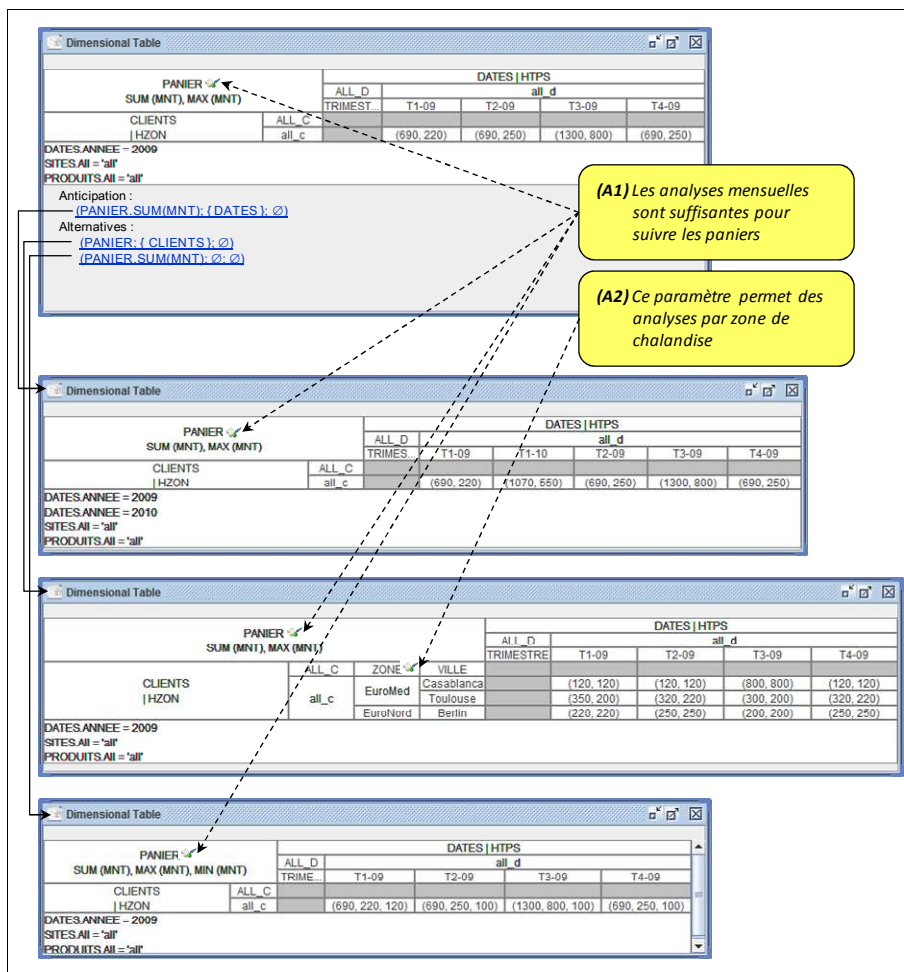 Dimensional Table
DATES | HTPS
PANIER
SUM (MNT), MAX (MNT)
ALL_D all_d
TRIMEST... T1-09 T2-09 T3-09 T4-09
CLIENTS ALL_C
| HZON all_c (690, 220) (690, 250) (1300, 800) (690, 250)
DATES.ANNEE = 2009
SITES.All = 'all'
PRODUITS.All = 'all'
Anticipation :
(PANIER.SUM(MNT); { DATES }; ∅)
Alternatives :
(PANIER; { CLIENTS }; ∅)
(PANIER.SUM(MNT); ∅; ∅)
(A1) Les analyses mensuelles
sont suffisantes pour
suivre les paniers
(A2) Ce paramètre permet des
analyses par zone de
chalandise
Dimensional Table
DATES | HTPS
PANIER
SUM (MNT), MAX (MNT)
ALL_D all_d
TRIMES... T1-09 T1-10 T2-09 T3-09 T4-09
CLIENTS ALL_C
| HZON all_c (690, 220) (1070, 550) (690, 250) (1300, 800) (690, 250)
DATES.ANNEE = 2009
DATES.ANNEE = 2010
SITES.All = 'all'
PRODUITS.All = 'all'
Dimensional Table
DATES | HTPS
PANIER
SUM (MNT), MAX (MNT)
ALL_D all_d
TRIMESTRE T1-09 T2-09 T3-09 T4-09
ALL_C ZONE VILLE
CLIENTS
| HZON
all_c EuroMed Casablanca (120, 120) (120, 120) (800, 800) (120, 120)
Toulouse (350, 200) (320, 220) (300, 200) (320, 220)
EuroNord Berlin (220, 220) (250, 250) (200, 200) (250, 250)
DATES.ANNEE = 2009
SITES.All = 'all'
PRODUITS.All = 'all'
Dimensional Table
DATES | HTPS
PANIER
SUM (MNT), MAX (MNT), MIN (MNT)
ALL_D all_d
TRIME... T1-09 T2-09 T3-09 T4-09
CLIENTS ALL_C
| HZON all_c (690, 220, 120) (690, 250, 100) (1300, 800, 100) (690, 250, 100)
DATES.ANNEE = 2009
SITES.All = 'all'
PRODUITS.All = 'all'